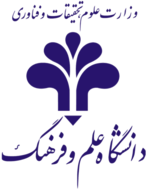 وزارت علوم تحقیقات و فناوری
دانشگاه علم و فرهنگ